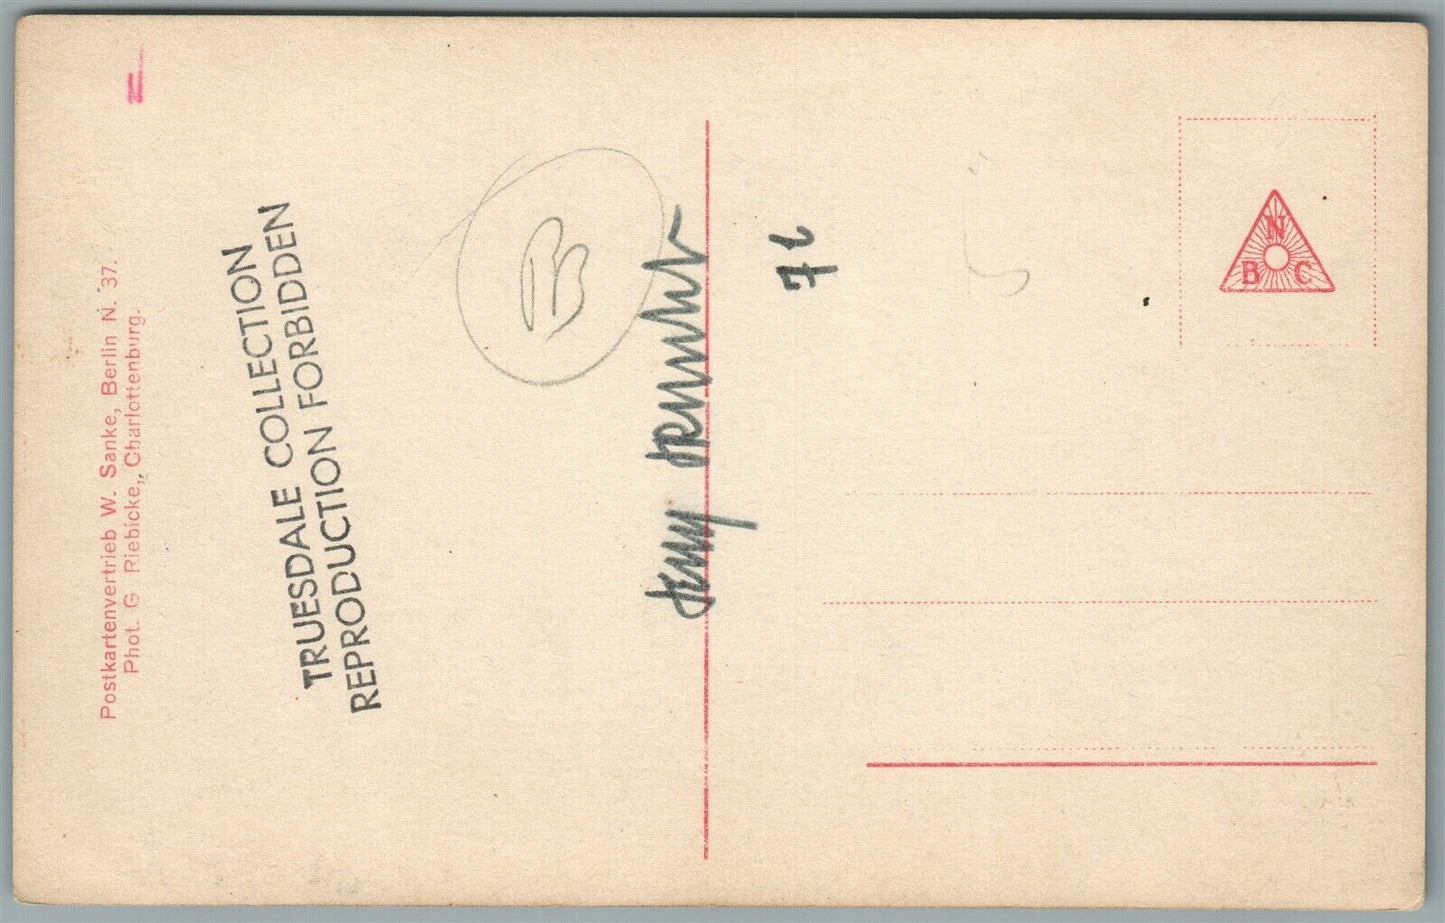 Postkartenvertrieb W. Sanke, Berlin N. 37.
Phot. G Riebicke,, Charlottenburg.
TRUESDALE COLLECTION
REPRODUCTION FORBIDDEN
B
N
B C